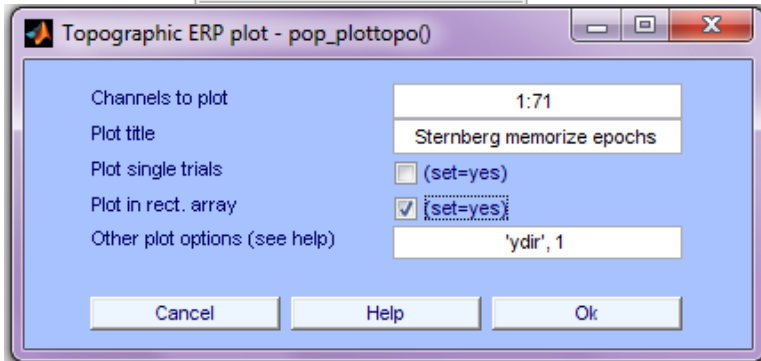 Topographic ERP plot - pop_plottopo()
Channels to plot 1:71
Plot title Sternberg memorize epochs
Plot single trials (set=yes)
Plot in rect. array (set=yes)
Other plot options (see help) 'ydir', 1
Cancel Help Ok